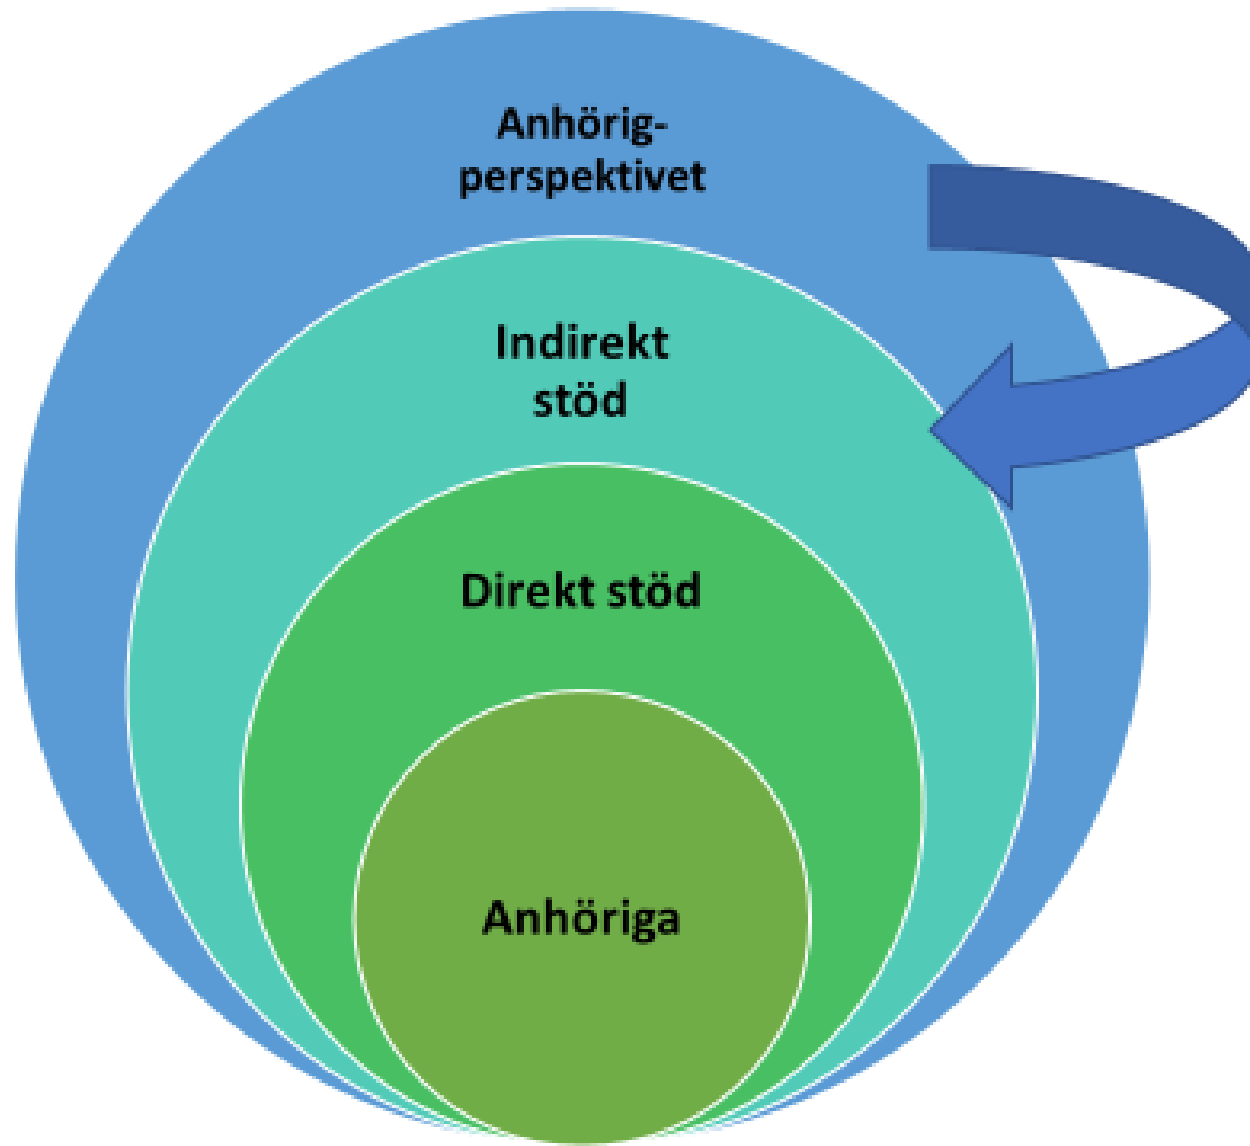 Anhörig-
perspektivet
Indirekt
stöd
Direkt stöd
Anhöriga